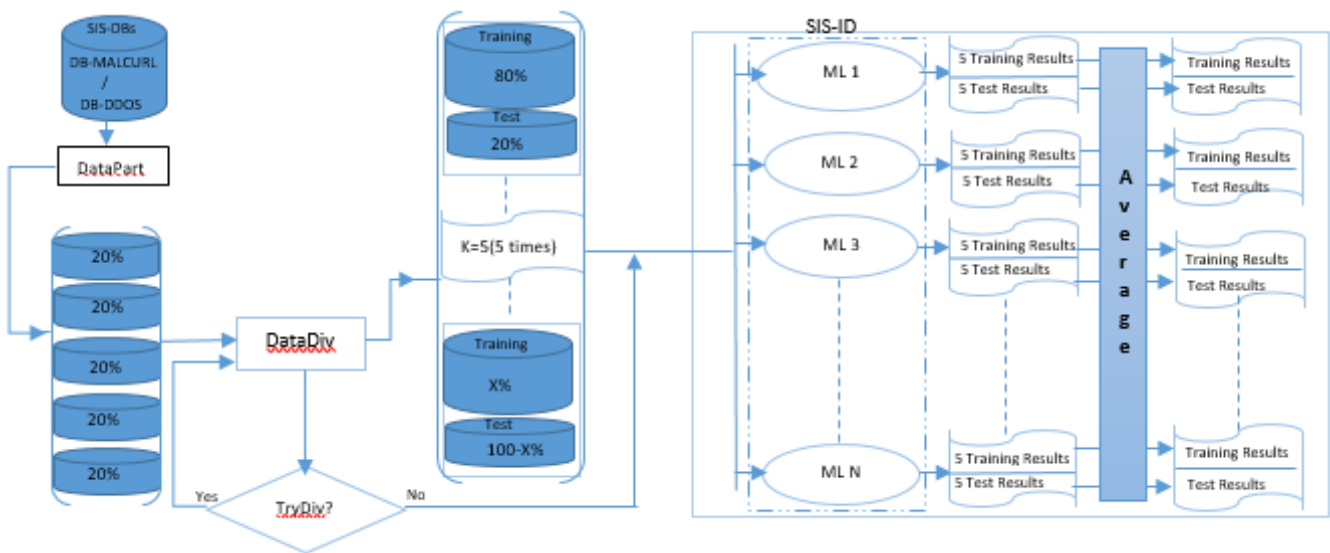 SIS-DBs
DB-MALCURL
/
DB-DDOS
DataPart
20%
20%
20%
20%
20%
DataDiv
TryDiv?
Yes
No
Training
80%
Test
20%
K=5(5 times)
Training
X%
Test
100-X%
SIS-ID
ML 1
ML 2
ML 3
ML N
5 Training Results
5 Test Results
5 Training Results
5 Test Results
5 Training Results
5 Test Results
5 Training Results
5 Test Results
Average
Training Results
Test Results
Training Results
Test Results
Training Results
Test Results
Training Results
Test Results